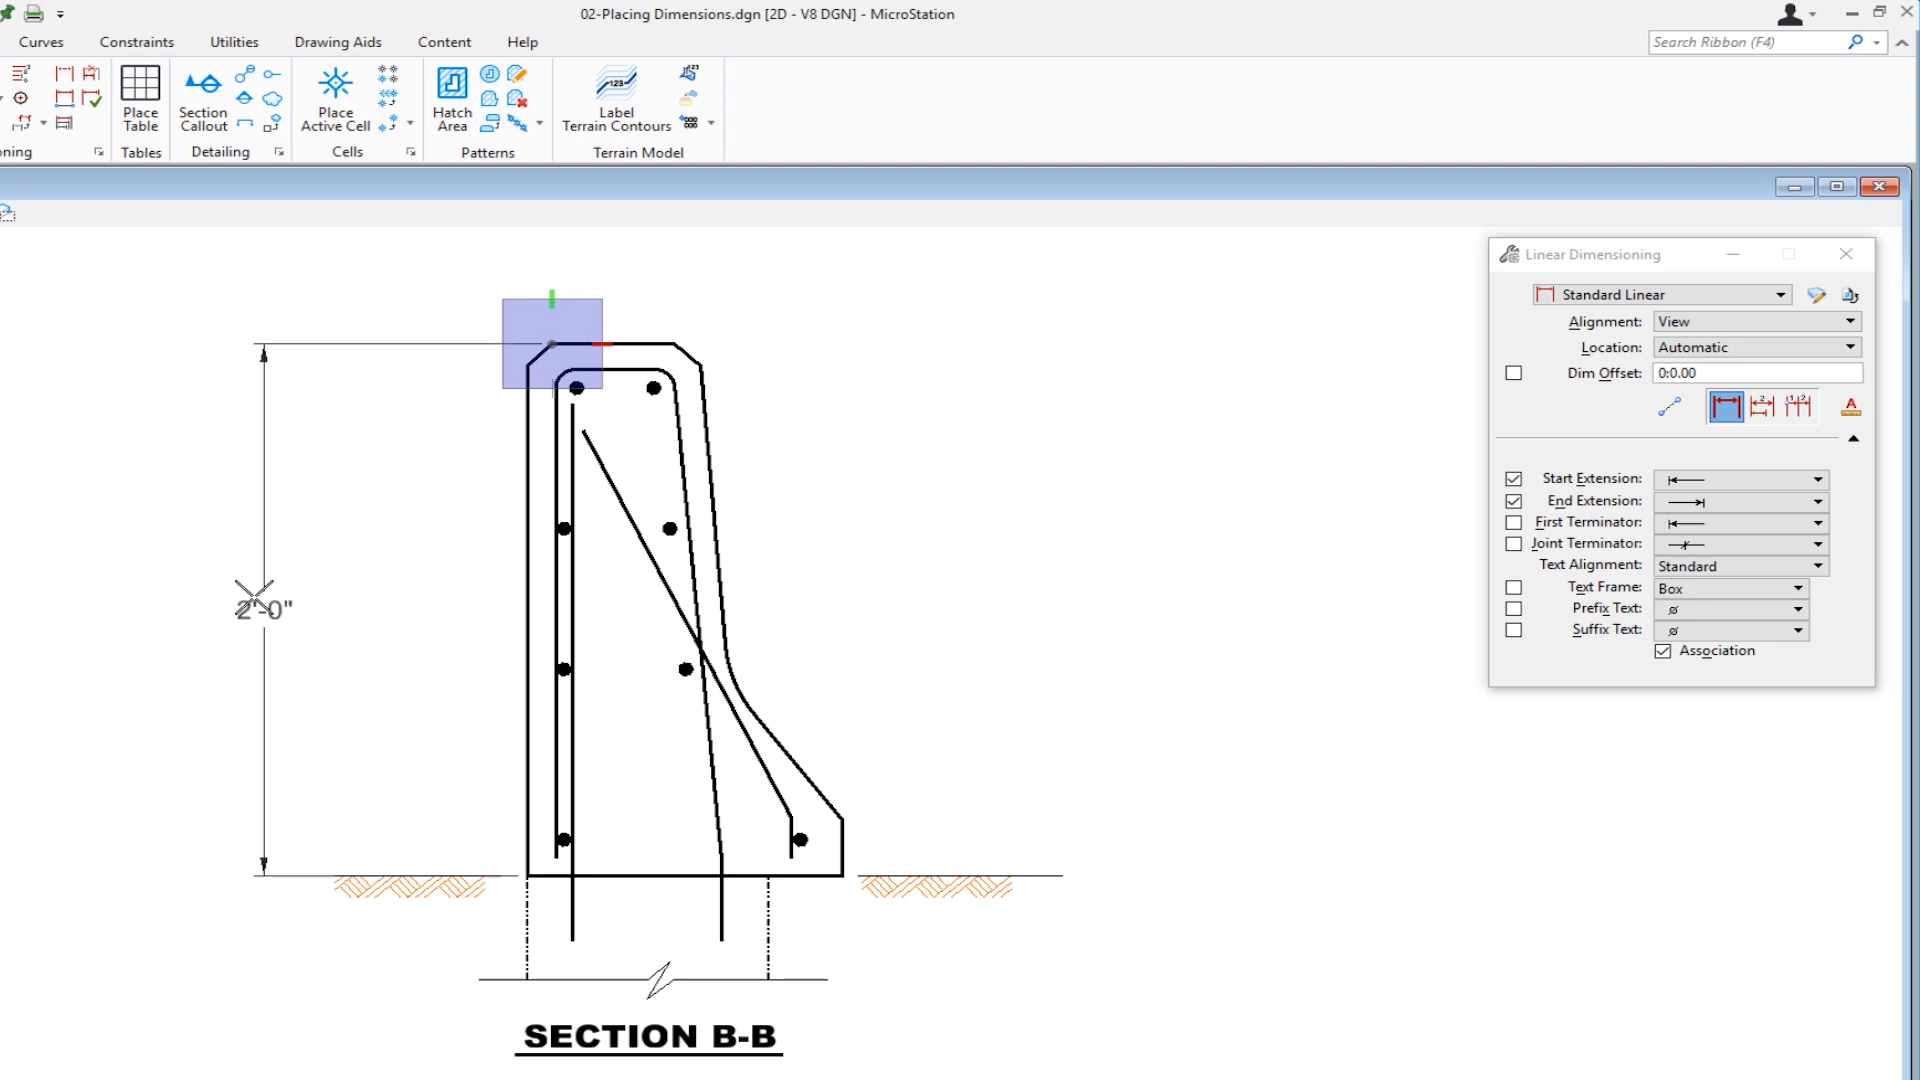 02-Placing Dimensions.dgn [2D - V8 DGN] - MicroStation
Curves Constraints Utilities Drawing Aids Content Help
Search Ribbon (F4)
Place Table
Section Callout
Place Active Cell
Hatch Area
Label Terrain Contours
ning Tables Detailing Cells Patterns Terrain Model
Linear Dimensioning
Standard Linear
Alignment: View
Location: Automatic
Dim Offset: 0:0.00
Start Extension:
End Extension:
First Terminator:
Joint Terminator:
Text Alignment: Standard
Text Frame: Box
Prefix Text: ⌀
Suffix Text: ⌀
Association
2'-0"
SECTION B-B